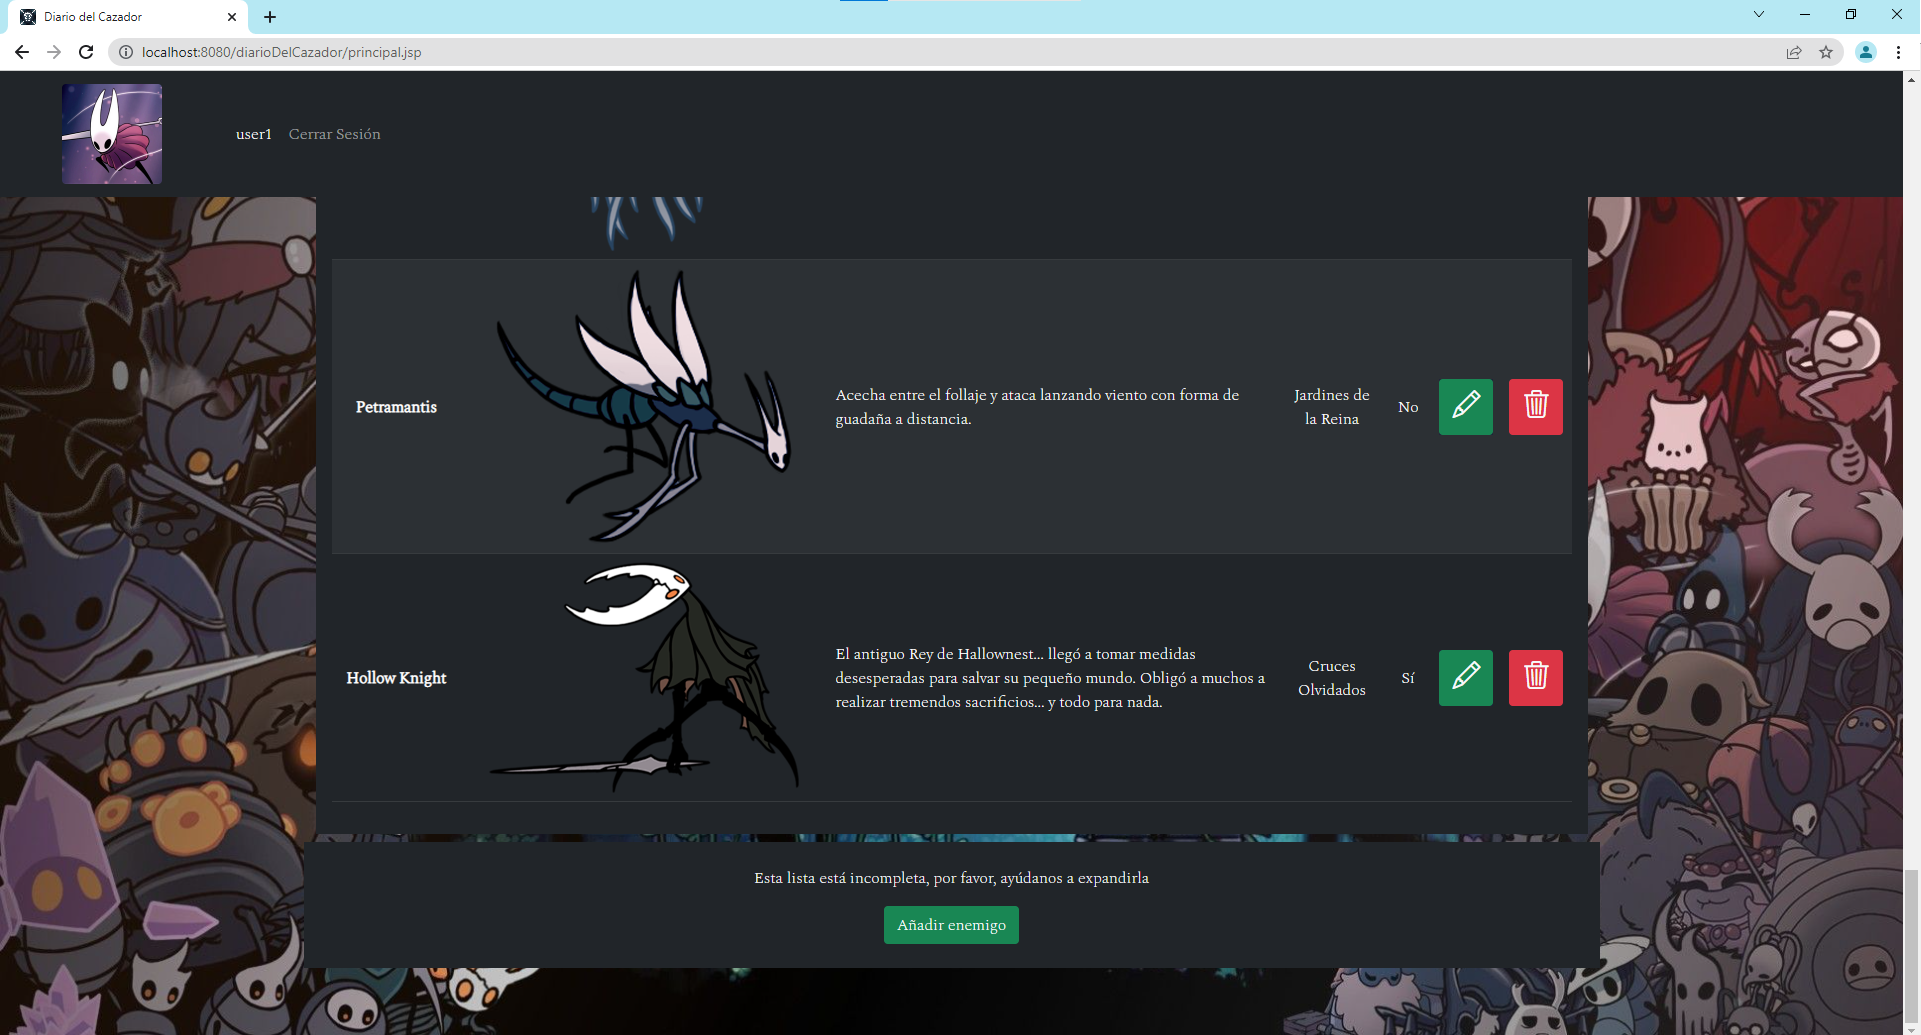 Diario del Cazador
localhost:8080/diarioDelCazador/principal.jsp
user1 Cerrar Sesión
Petramantis
Acecha entre el follaje y ataca lanzando viento con forma de
guadaña a distancia.
Jardines de
la Reina
No
Hollow Knight
El antiguo Rey de Hallownest... llegó a tomar medidas
desesperadas para salvar su pequeño mundo. Obligó a muchos a
realizar tremendos sacrificios... y todo para nada.
Cruces
Olvidados
Sí
Esta lista está incompleta, por favor, ayúdanos a expandirla
Añadir enemigo